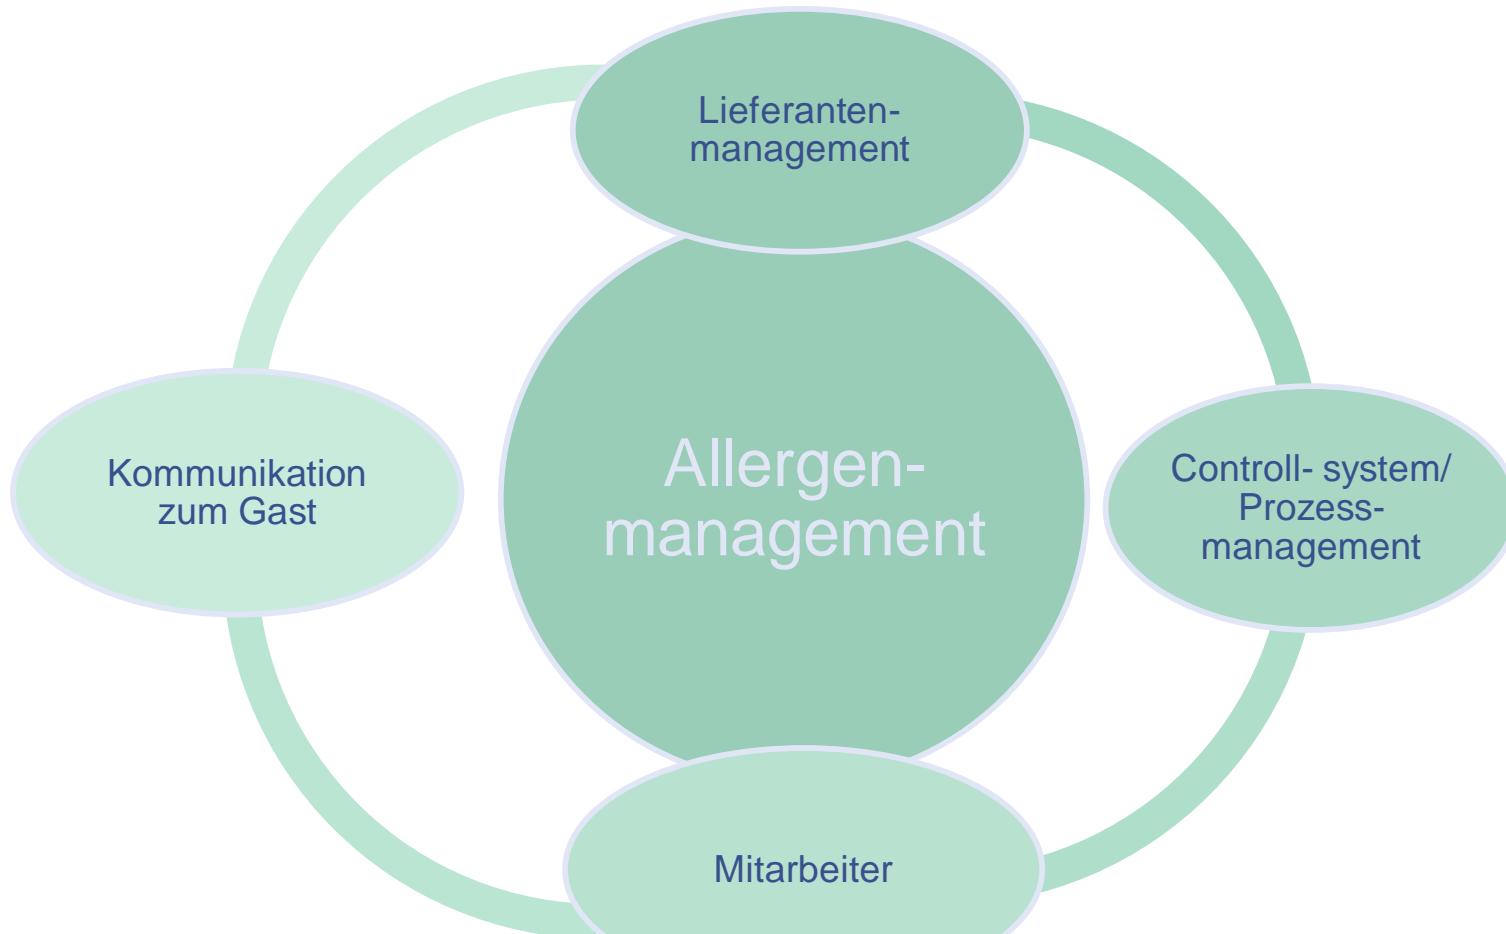 Lieferanten-
management
Allergen-
management
Kommunikation
zum Gast
Controll- system/
Prozess-
management
Mitarbeiter